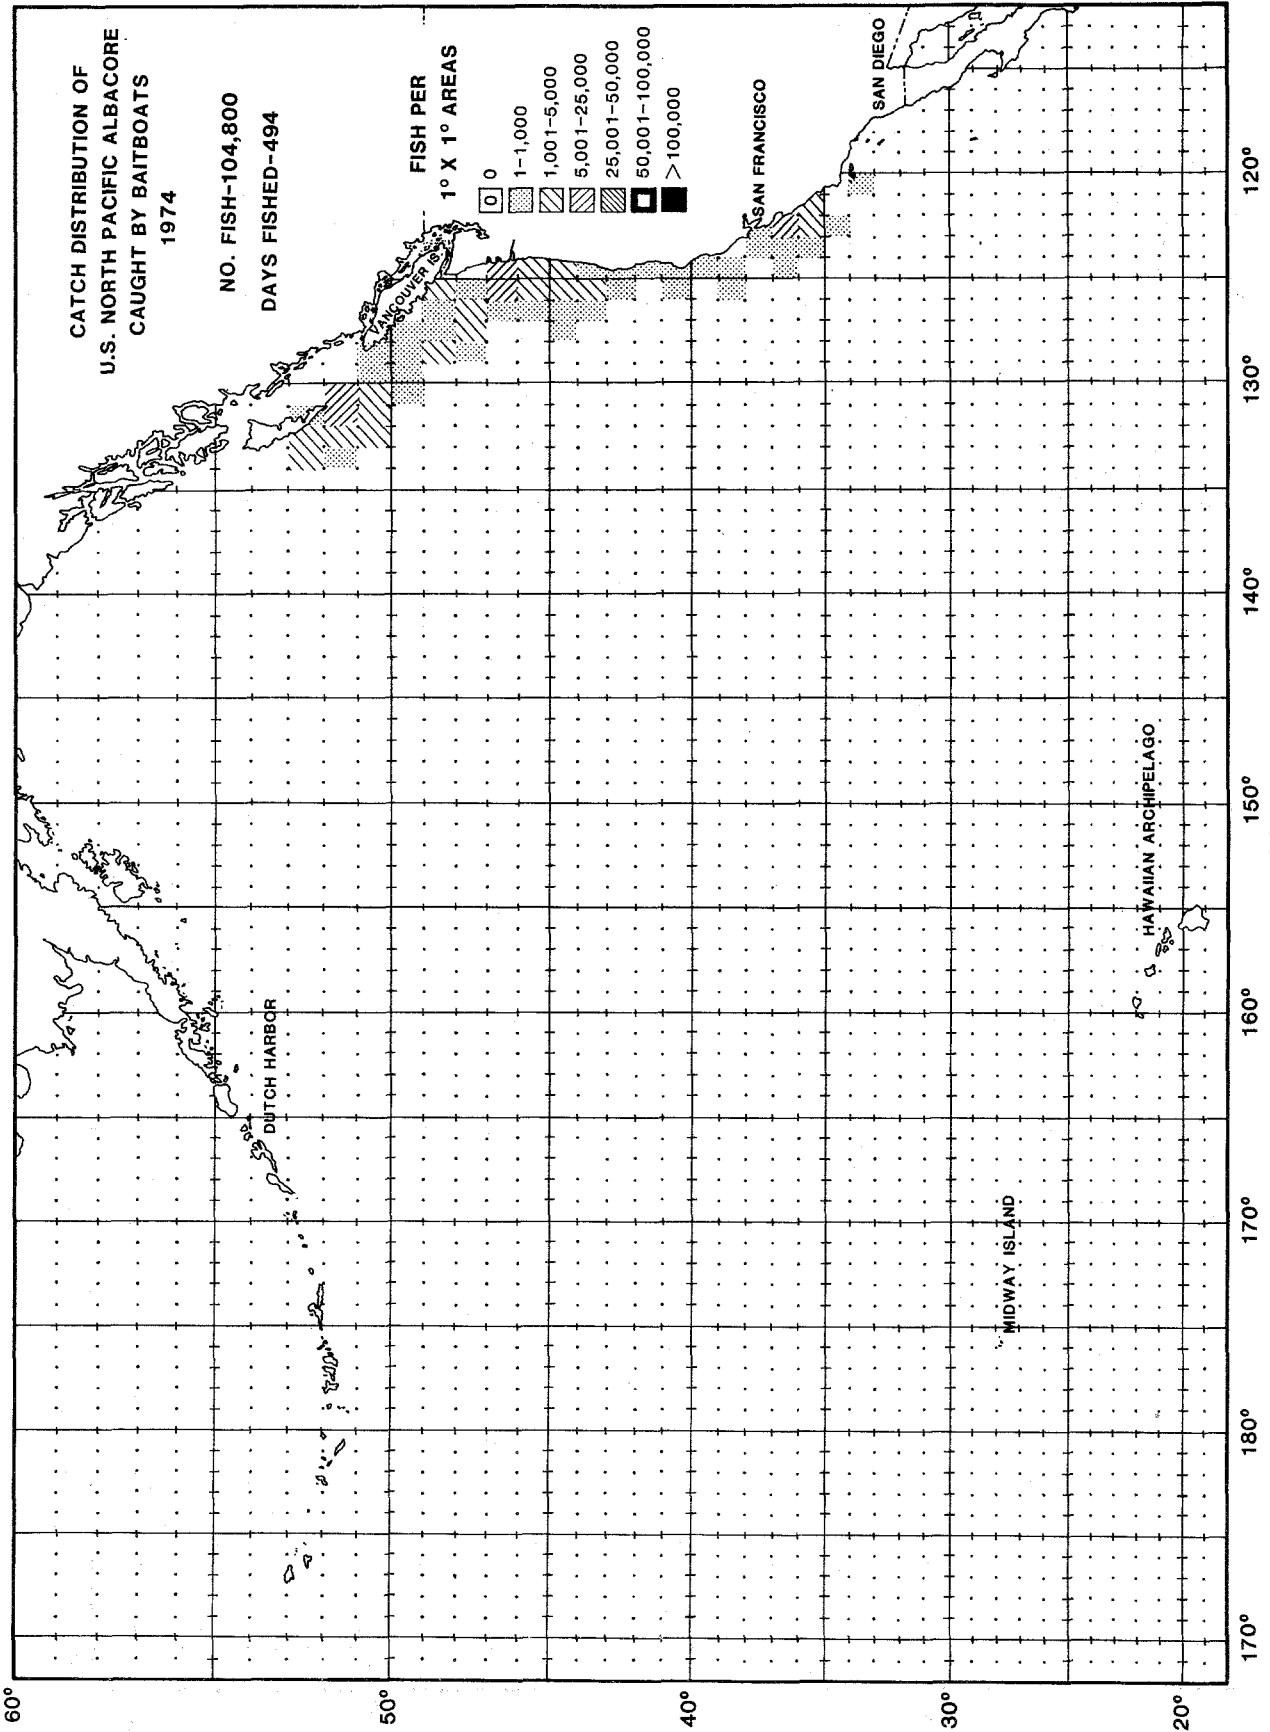 CATCH DISTRIBUTION OF
U.S. NORTH PACIFIC ALBACORE
CAUGHT BY BAITBOATS
1974
NO. FISH-104,800
DAYS FISHED-494
FISH PER
1° X 1° AREAS
0 0
1-1,000
1,001-5,000
5,001-25,000
25,001-50,000
50,001-100,000
>100,000
VANCOUVER IS.
SAN FRANCISCO
SAN DIEGO
DUTCH HARBOR
MIDWAY ISLAND
HAWAIIAN ARCHIPELAGO
60°
50°
40°
30°
20°
170°
180°
170°
160°
150°
140°
130°
120°